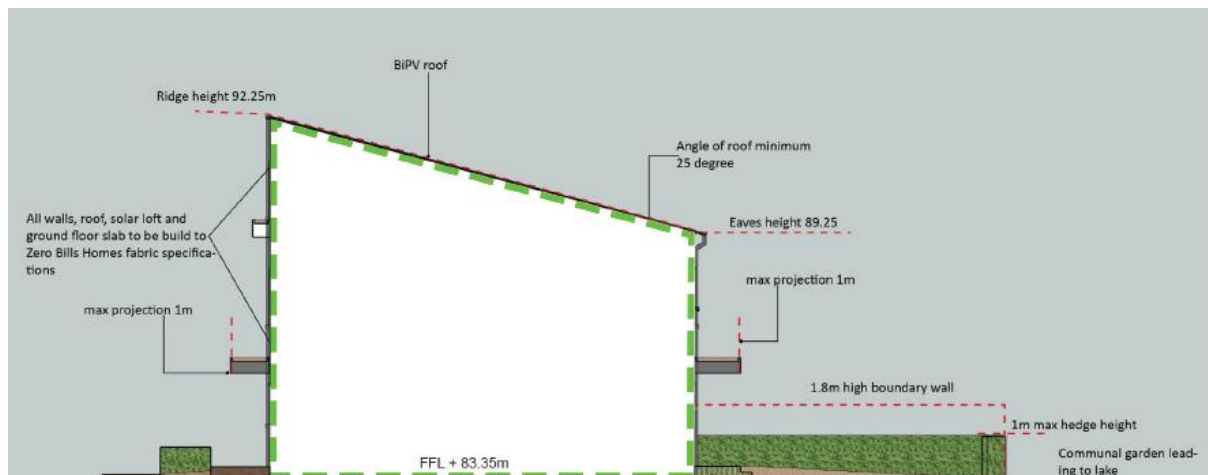 BiPV roof
Ridge height 92.25m
Angle of roof minimum
25 degree
All walls, roof, solar loft and
ground floor slab to be build to
Zero Bills Homes fabric specifica-
tions
Eaves height 89.25
max projection 1m
max projection 1m
1.8m high boundary wall
1m max hedge height
Communal garden lead-
ing to lake
FFL + 83.35m